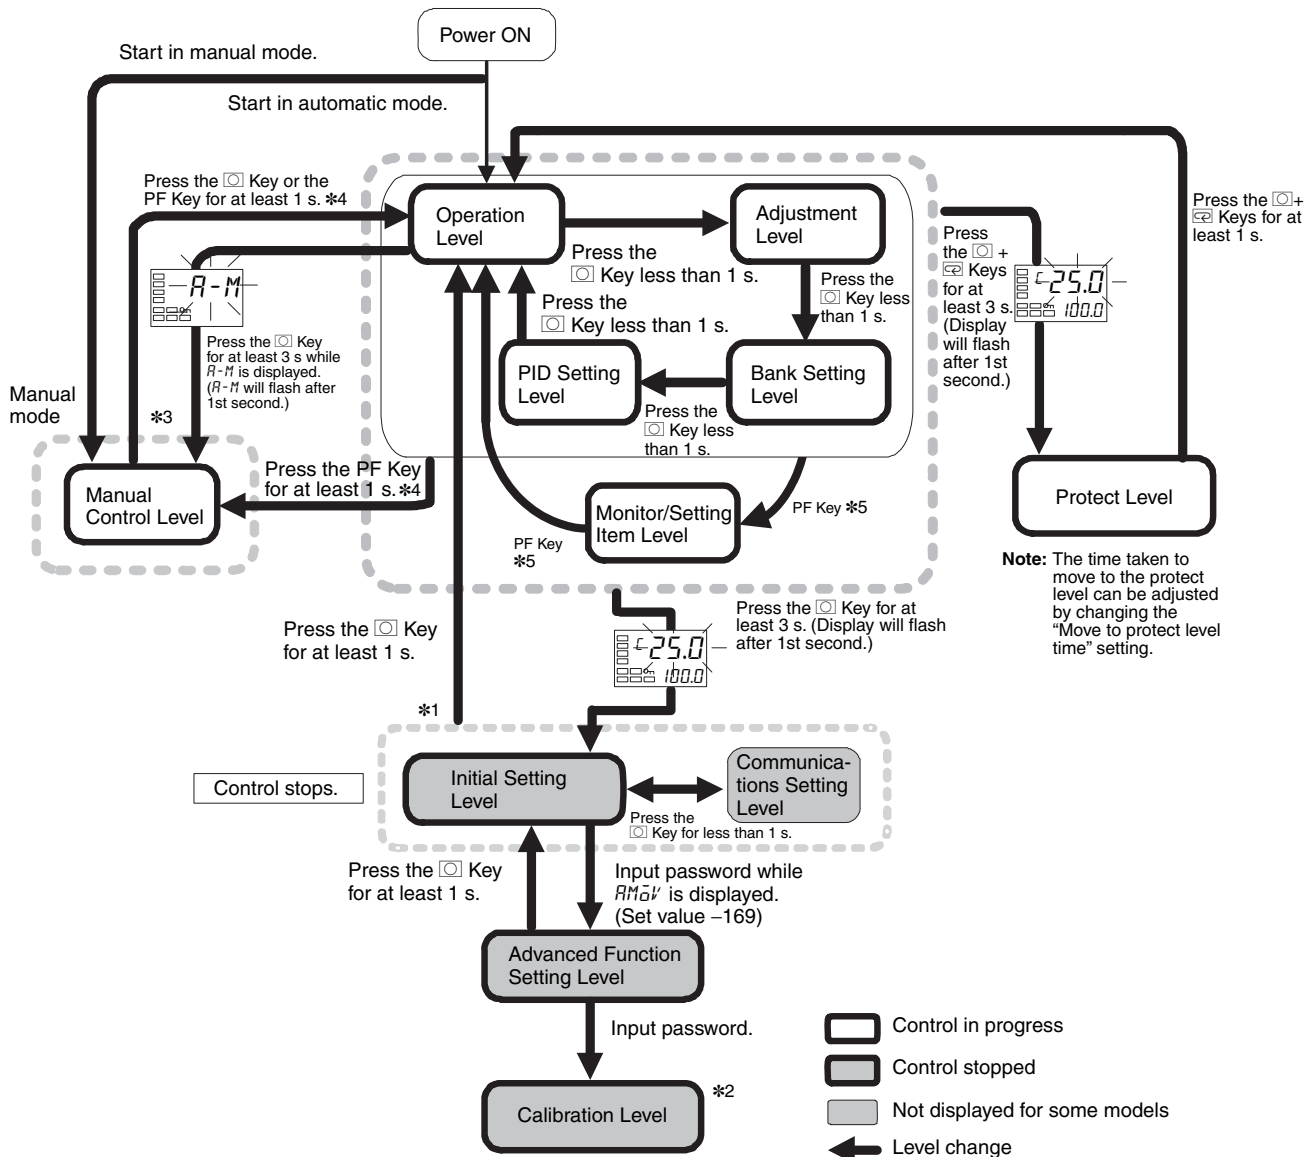 Power ON
Start in manual mode.
Start in automatic mode.
Press the Key or the
PF Key for at least 1 s. *4
Operation
Level
Adjustment
Level
Press the
Key less than 1 s.
Press the
Key less
than 1 s.
Press the
Key less than 1 s.
PID Setting
Level
Bank Setting
Level
Press the
Key less
than 1 s.
A-M
Press the Key
for at least 3 s while
A-M is displayed.
(A-M will flash after
1st second.)
Manual
mode
*3
Manual
Control Level
Press the PF Key
for at least 1 s. *4
Monitor/Setting
Item Level
PF Key *5
PF Key
*5
Press
the +
Keys
for at
least 3 s.
(Display
will flash
after 1st
second.)
C 25.0
100.0
Press the +
Keys for at
least 1 s.
Protect Level
Note: The time taken to
move to the protect
level can be adjusted
by changing the
“Move to protect level
time” setting.
Press the Key
for at least 1 s.
*1
Press the Key for at
least 3 s. (Display will flash
after 1st second.)
C 25.0
100.0
Control stops.
Initial Setting
Level
Communica-
tions Setting
Level
Press the
Key for less than 1 s.
Press the Key
for at least 1 s.
Input password while
AMoV is displayed.
(Set value –169)
Advanced Function
Setting Level
Input password.
Calibration Level
*2
Control in progress
Control stopped
Not displayed for some models
Level change